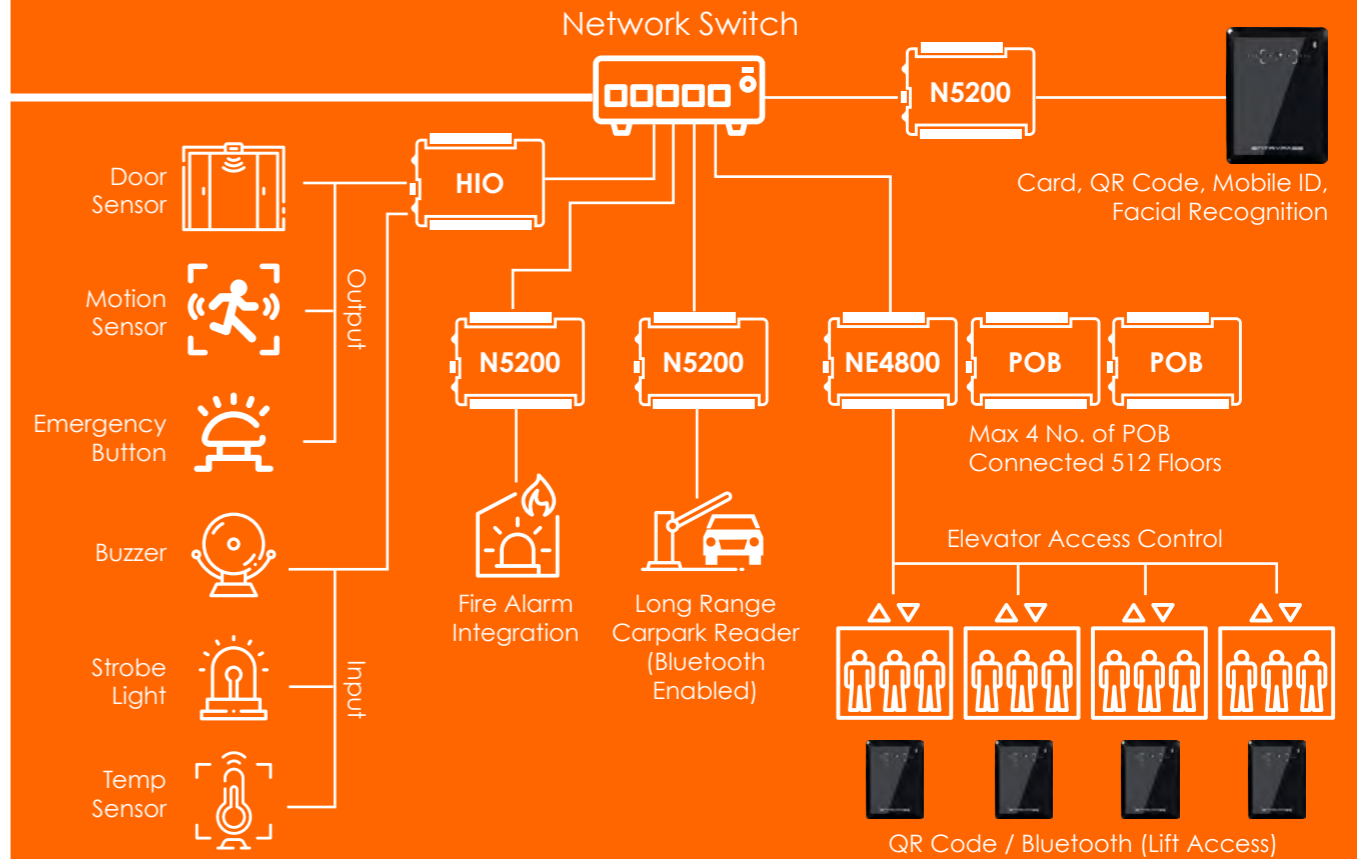 Network Switch
N5200
ENTRYPASS
Card, QR Code, Mobile ID,
Facial Recognition
HIO
Door
Sensor
Motion
Sensor
Emergency
Button
Output
Buzzer
Strobe
Light
Temp
Sensor
Input
N5200
Fire Alarm
Integration
N5200
Long Range
Carpark Reader
(Bluetooth
Enabled)
NE4800
POB
POB
Max 4 No. of POB
Connected 512 Floors
Elevator Access Control
QR Code / Bluetooth (Lift Access)